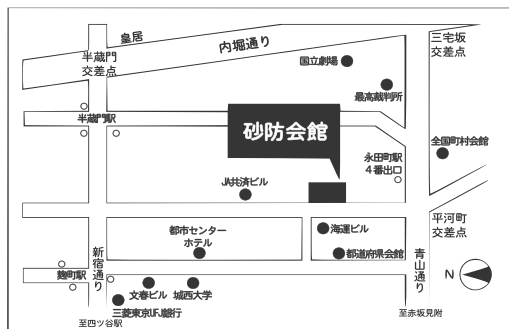 皇居
内堀通り
半蔵門
交差点
国立劇場
三宅坂
交差点
最高裁判所
半蔵門駅
砂防会館
全国町村会館
永田町駅
4番出口
JA共済ビル
平河町
交差点
都市センター
ホテル
海運ビル
都道府県会館
新宿通り
青山通り
麹町駅
文春ビル
城西大学
三菱東京UFJ銀行
N
至四ツ谷駅
至赤坂見附